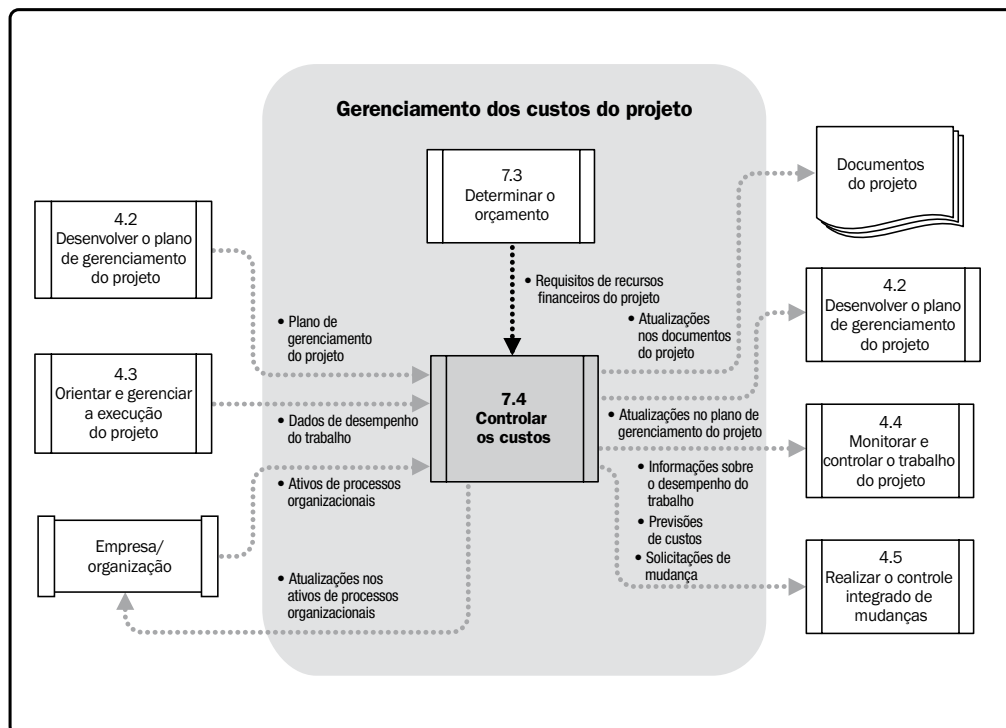 Gerenciamento dos custos do projeto
7.3
Determinar o
orçamento
Documentos
do projeto
4.2
Desenvolver o plano
de gerenciamento
do projeto
• Requisitos de recursos
financeiros do projeto
4.2
Desenvolver o plano
de gerenciamento
do projeto
• Plano de
gerenciamento
do projeto
• Atualizações
nos documentos
do projeto
4.3
Orientar e gerenciar
a execução
do projeto
• Dados de desempenho
do trabalho
7.4
Controlar
os custos
• Atualizações no plano de
gerenciamento do projeto
4.4
Monitorar e
controlar o trabalho
do projeto
• Ativos de processos
organizacionais
• Informações sobre
o desempenho do
trabalho
• Previsões
de custos
• Solicitações de
mudança
Empresa/
organização
• Atualizações nos
ativos de processos
organizacionais
4.5
Realizar o controle
integrado de
mudanças